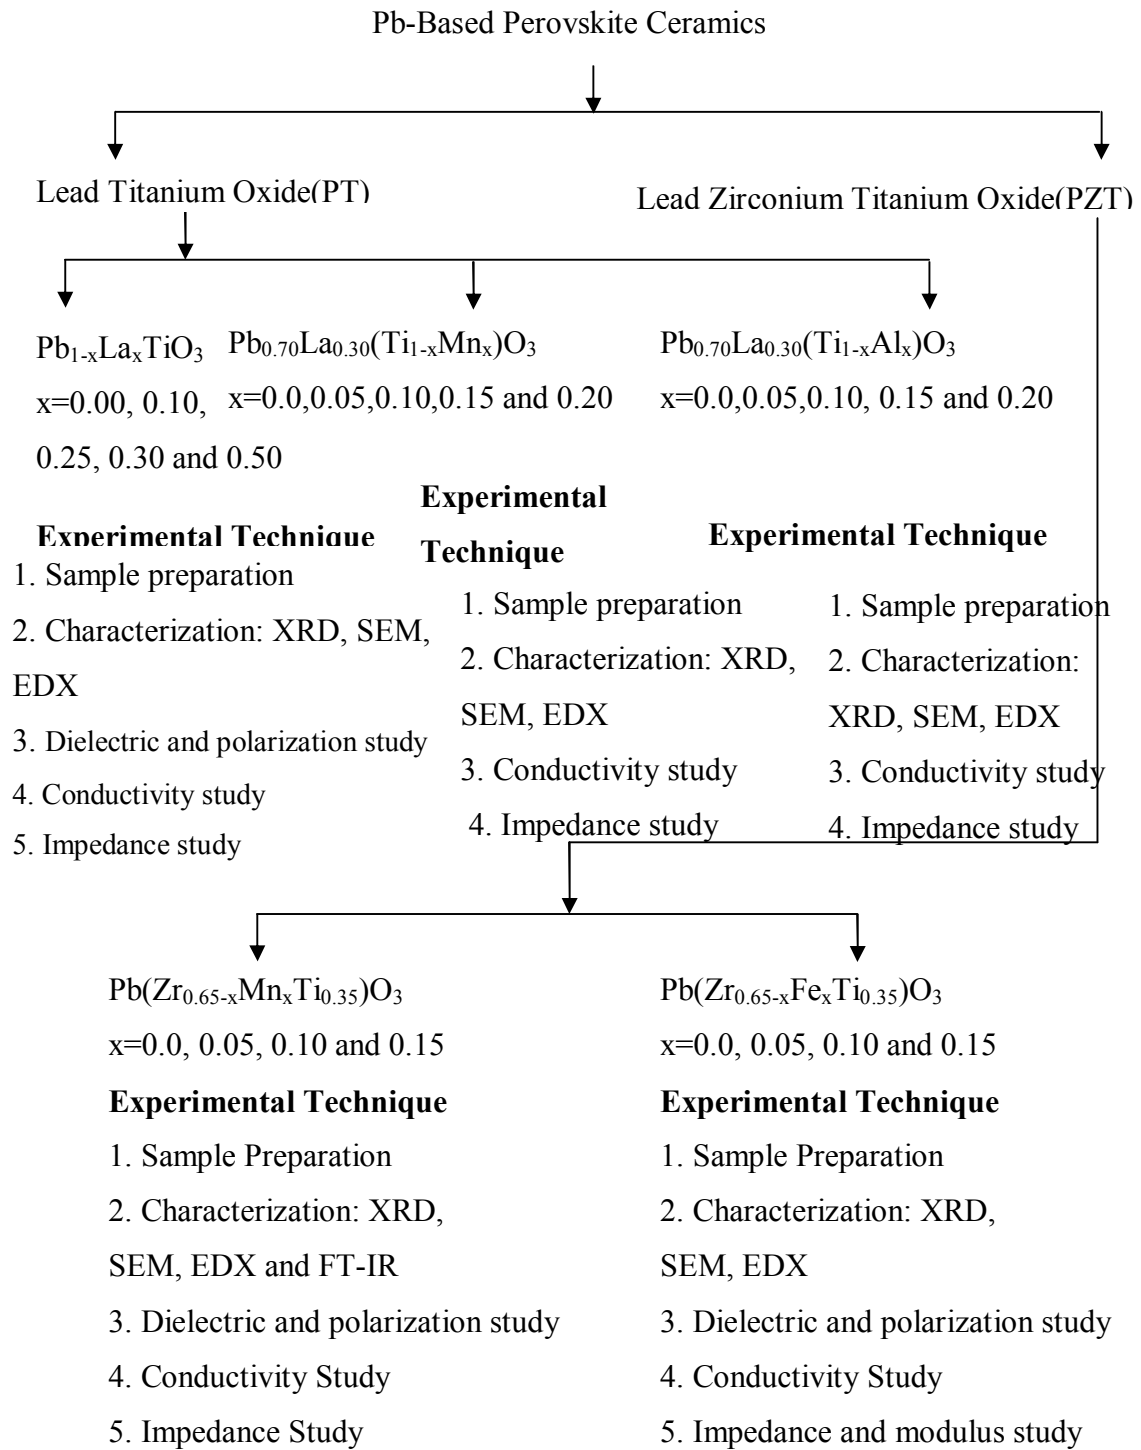 Pb-Based Perovskite Ceramics
Lead Titanium Oxide(PT)
Lead Zirconium Titanium Oxide(PZT)
Pb₁₋ₓLaₓTiO₃
x=0.00, 0.10,
0.25, 0.30 and 0.50
Experimental Technique
1. Sample preparation
2. Characterization: XRD, SEM,
EDX
3. Dielectric and polarization study
4. Conductivity study
5. Impedance study
Pb₀.₇₀La₀.₃₀(Ti₁₋ₓMnₓ)O₃
x=0.0,0.05,0.10,0.15 and 0.20
Experimental
Technique
1. Sample preparation
2. Characterization: XRD,
SEM, EDX
3. Conductivity study
4. Impedance study
Pb₀.₇₀La₀.₃₀(Ti₁₋ₓAlₓ)O₃
x=0.0,0.05,0.10, 0.15 and 0.20
Experimental Technique
1. Sample preparation
2. Characterization:
XRD, SEM, EDX
3. Conductivity study
4. Impedance study
Pb(Zr₀.₆₅₋ₓMnₓTi₀.₃₅)O₃
x=0.0, 0.05, 0.10 and 0.15
Experimental Technique
1. Sample Preparation
2. Characterization: XRD,
SEM, EDX and FT-IR
3. Dielectric and polarization study
4. Conductivity Study
5. Impedance Study
Pb(Zr₀.₆₅₋ₓFeₓTi₀.₃₅)O₃
x=0.0, 0.05, 0.10 and 0.15
Experimental Technique
1. Sample Preparation
2. Characterization: XRD,
SEM, EDX
3. Dielectric and polarization study
4. Conductivity Study
5. Impedance and modulus study